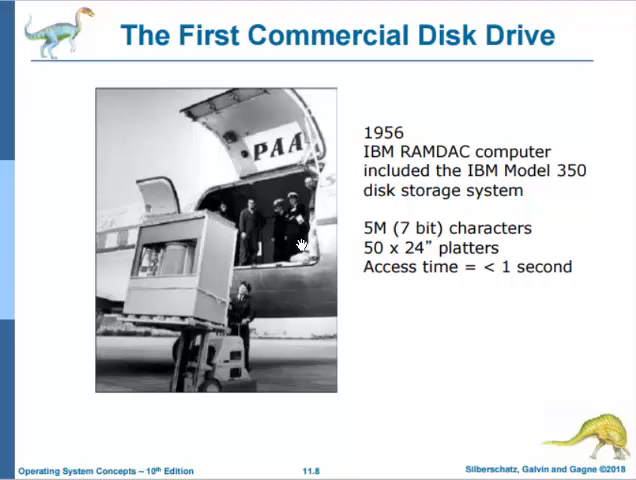 The First Commercial Disk Drive
PAA
1956
IBM RAMDAC computer
included the IBM Model 350
disk storage system
5M (7 bit) characters
50 x 24” platters
Access time = < 1 second
Operating System Concepts – 10th Edition
11.8
Silberschatz, Galvin and Gagne ©2018